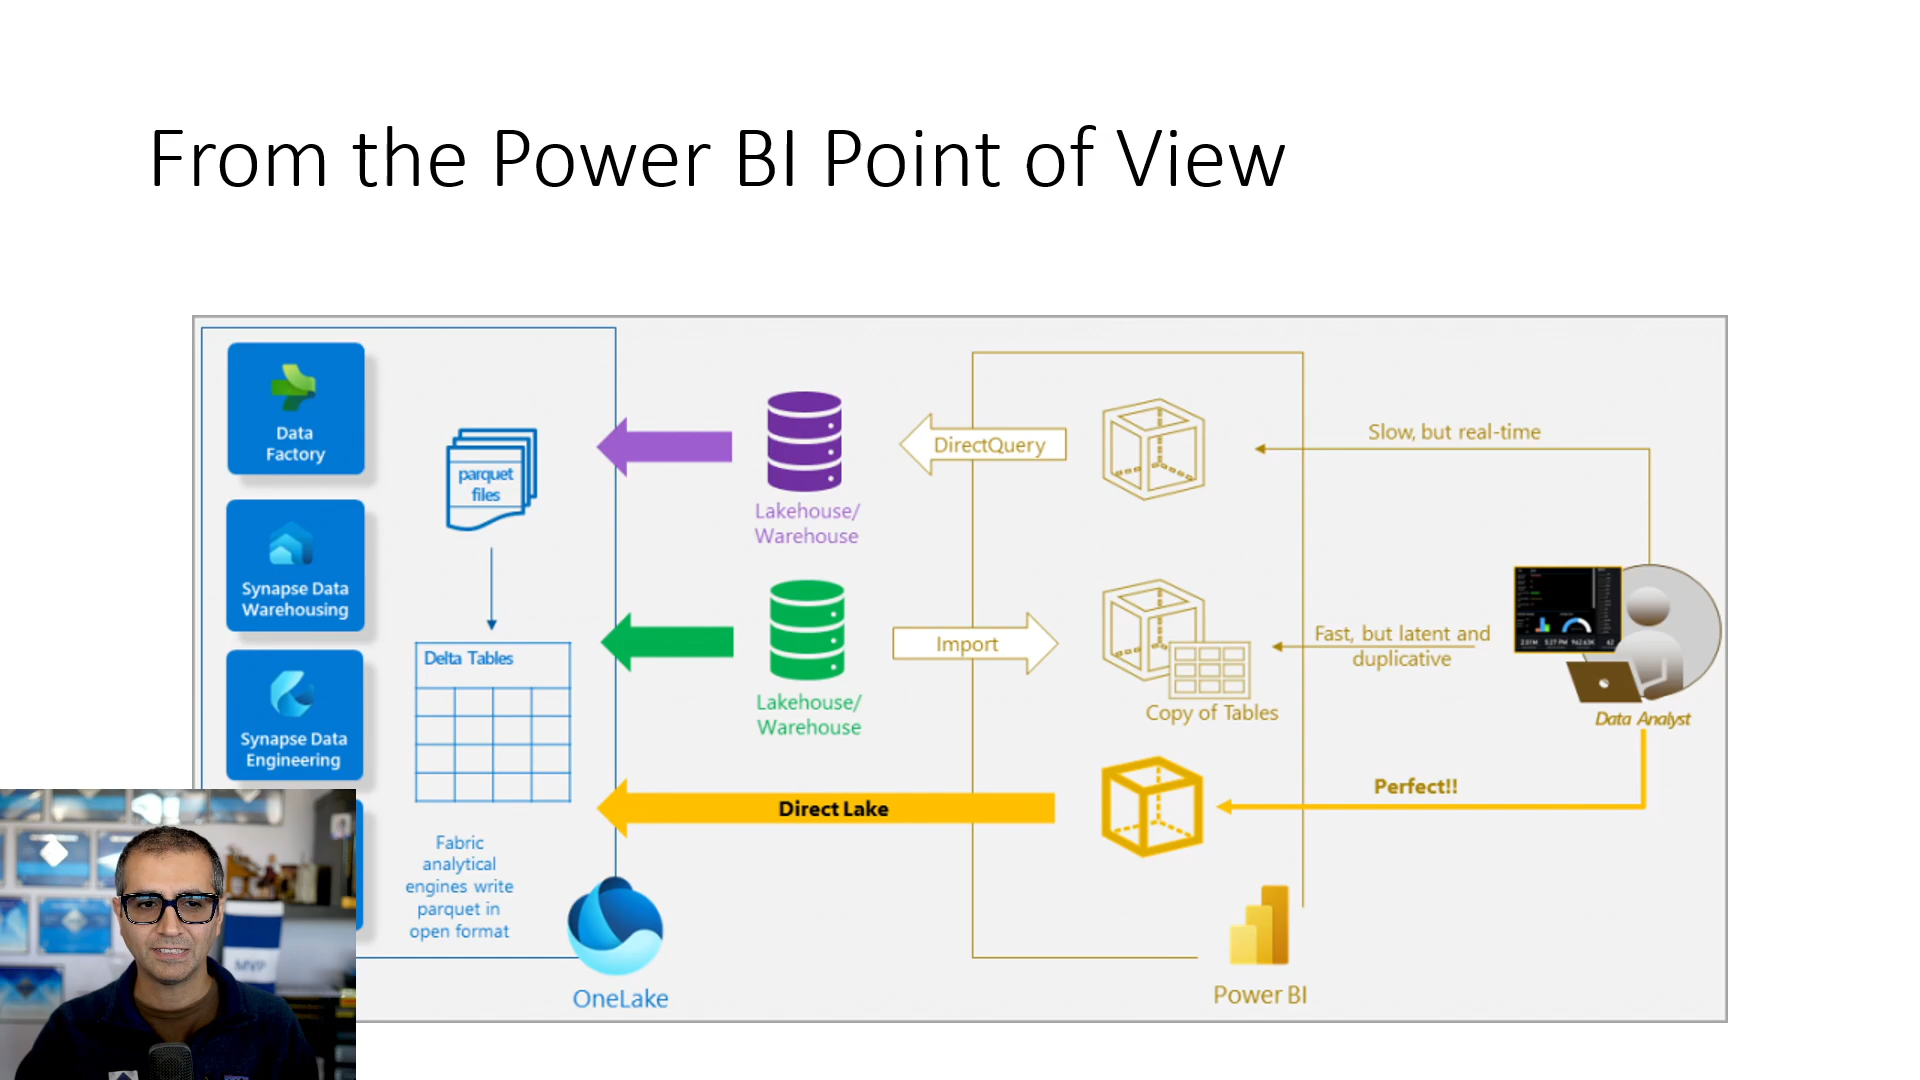 From the Power BI Point of View
Data
Factory
Synapse Data
Warehousing
Synapse Data
Engineering
parquet
files
Delta Tables
Fabric
analytical
engines write
parquet in
open format
OneLake
Lakehouse/
Warehouse
Lakehouse/
Warehouse
DirectQuery
Import
Direct Lake
Copy of Tables
Power BI
Slow, but real-time
Fast, but latent and
duplicative
Perfect!!
Data Analyst
MVP